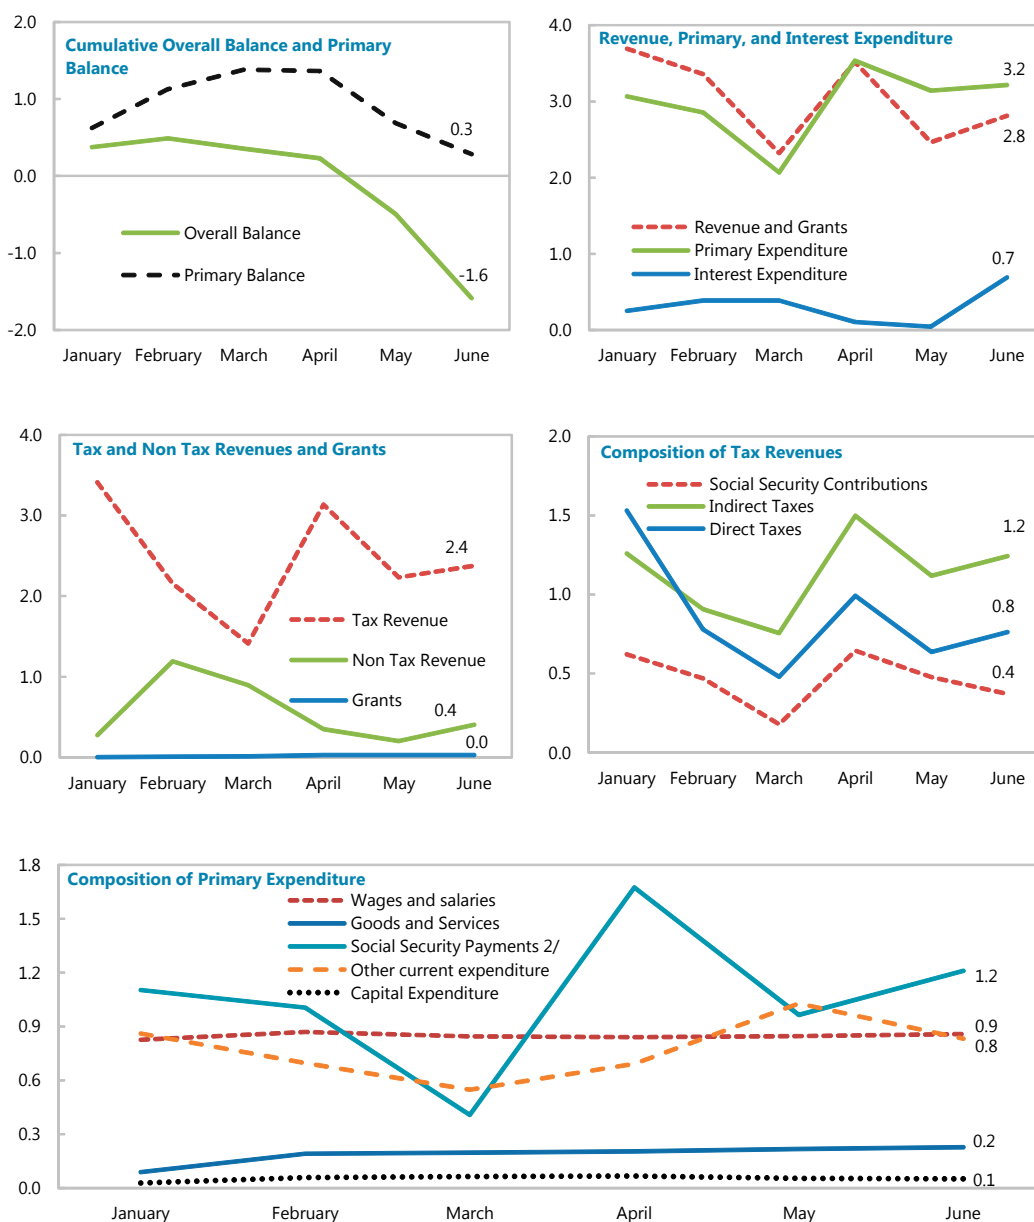 Cumulative Overall Balance and Primary
Balance
2.0
1.0
0.0
-1.0
-2.0
0.3
-1.6
Overall Balance
Primary Balance
January February March April May June
Revenue, Primary, and Interest Expenditure
4.0
3.0
2.0
1.0
0.0
3.2
2.8
0.7
Revenue and Grants
Primary Expenditure
Interest Expenditure
January February March April May June
Tax and Non Tax Revenues and Grants
4.0
3.0
2.0
1.0
0.0
2.4
0.4
0.0
Tax Revenue
Non Tax Revenue
Grants
January February March April May June
Composition of Tax Revenues
2.0
1.5
1.0
0.5
0.0
Social Security Contributions
Indirect Taxes
Direct Taxes
1.2
0.8
0.4
January February March April May June
Composition of Primary Expenditure
1.8
1.5
1.2
0.9
0.6
0.3
0.0
Wages and salaries
Goods and Services
Social Security Payments 2/
Other current expenditure
Capital Expenditure
1.2
0.9
0.8
0.2
0.1
January February March April May June